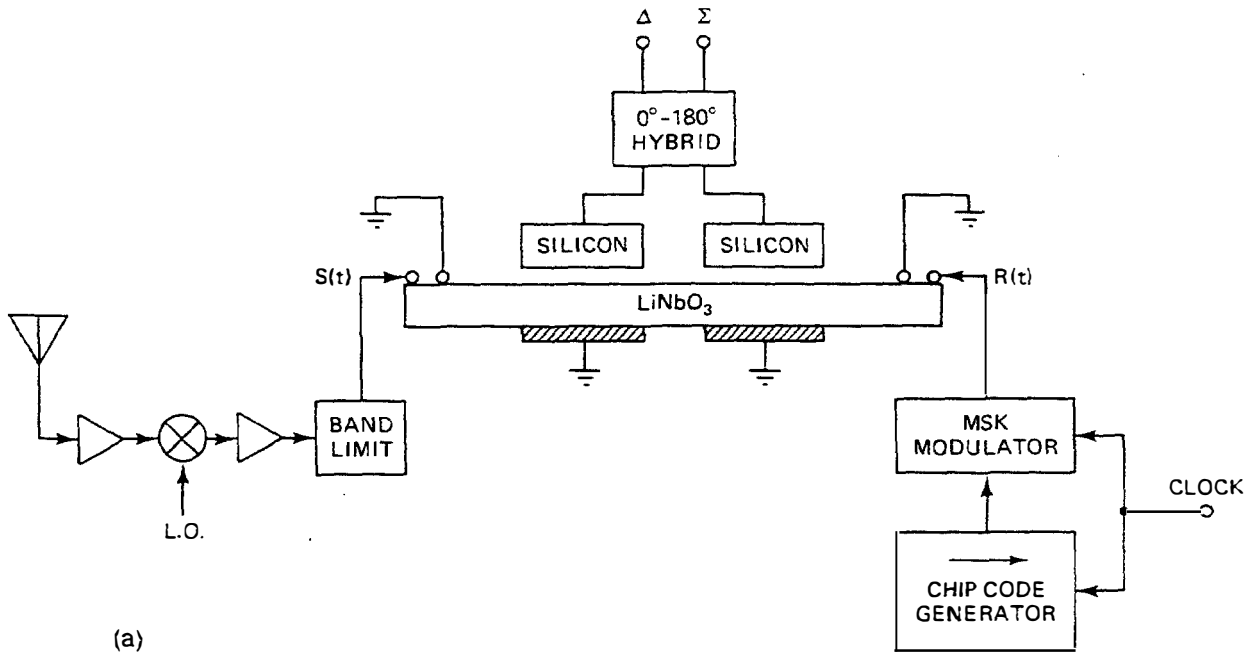 Δ Σ
0°-180°
HYBRID
SILICON SILICON
S(t) R(t)
LiNbO₃
BAND
LIMIT
MSK
MODULATOR
CLOCK
L.O.
CHIP CODE
GENERATOR
(a)